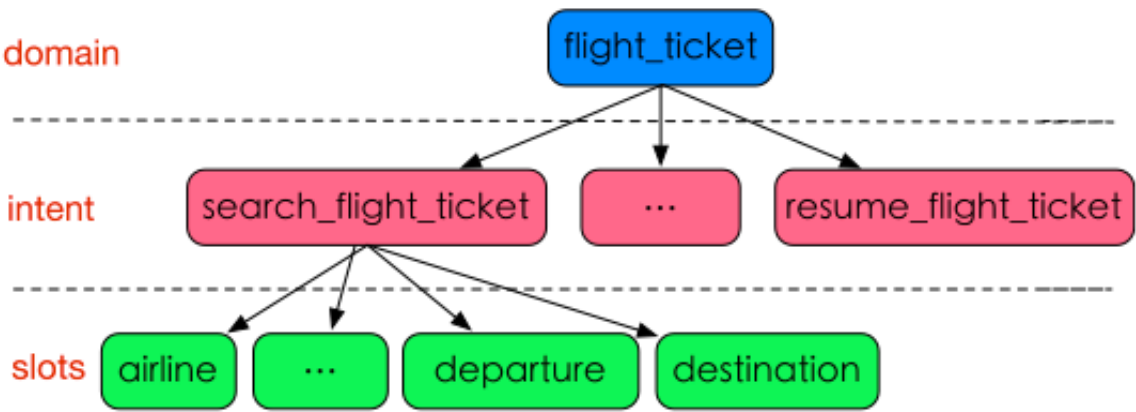 domain
flight_ticket
intent
search_flight_ticket
...
resume_flight_ticket
slots
airline
...
departure
destination